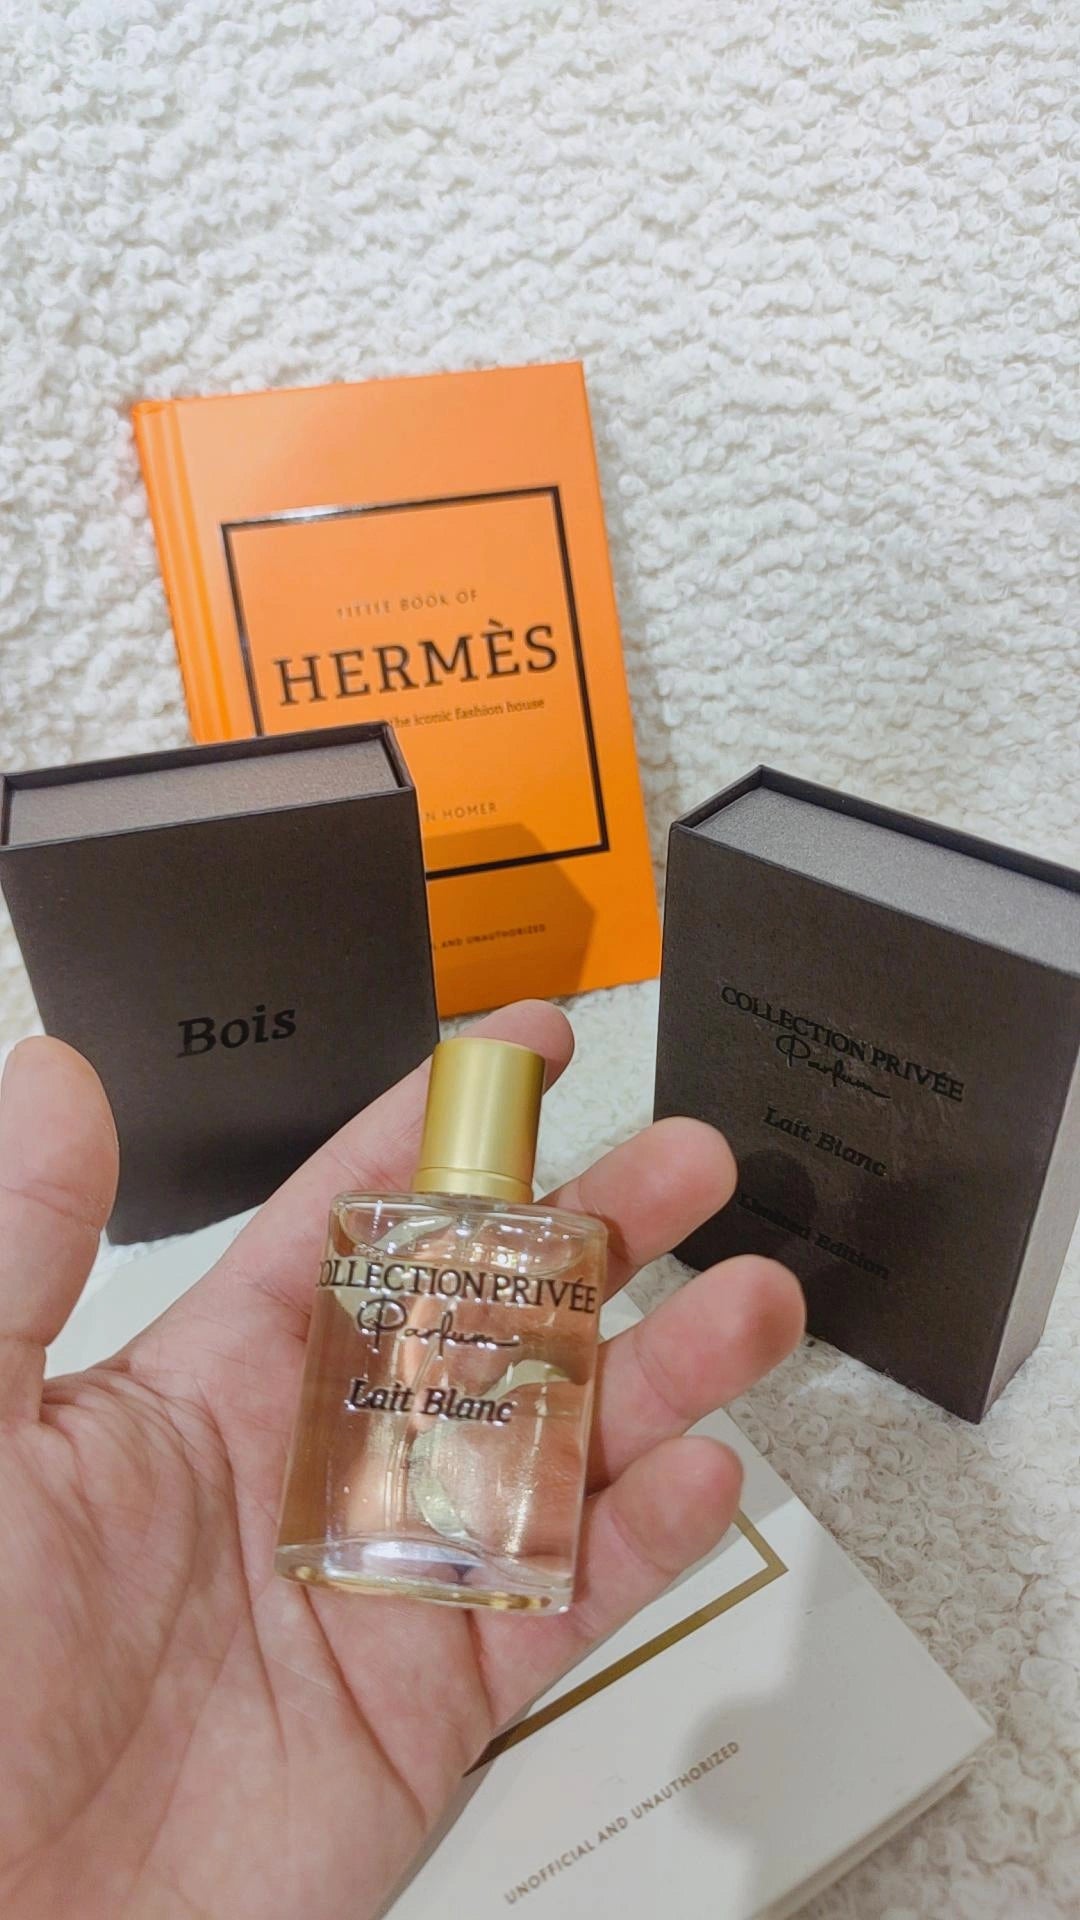 LITTLE BOOK OF
HERMÈS
the iconic fashion house
HOMER
AND UNAUTHORIZED
Bois
COLLECTION PRIVÉE
Parfum
Lait Blanc
Limited Edition
COLLECTION PRIVÉE
Parfum
Lait Blanc
UNOFFICIAL AND UNAUTHORIZED